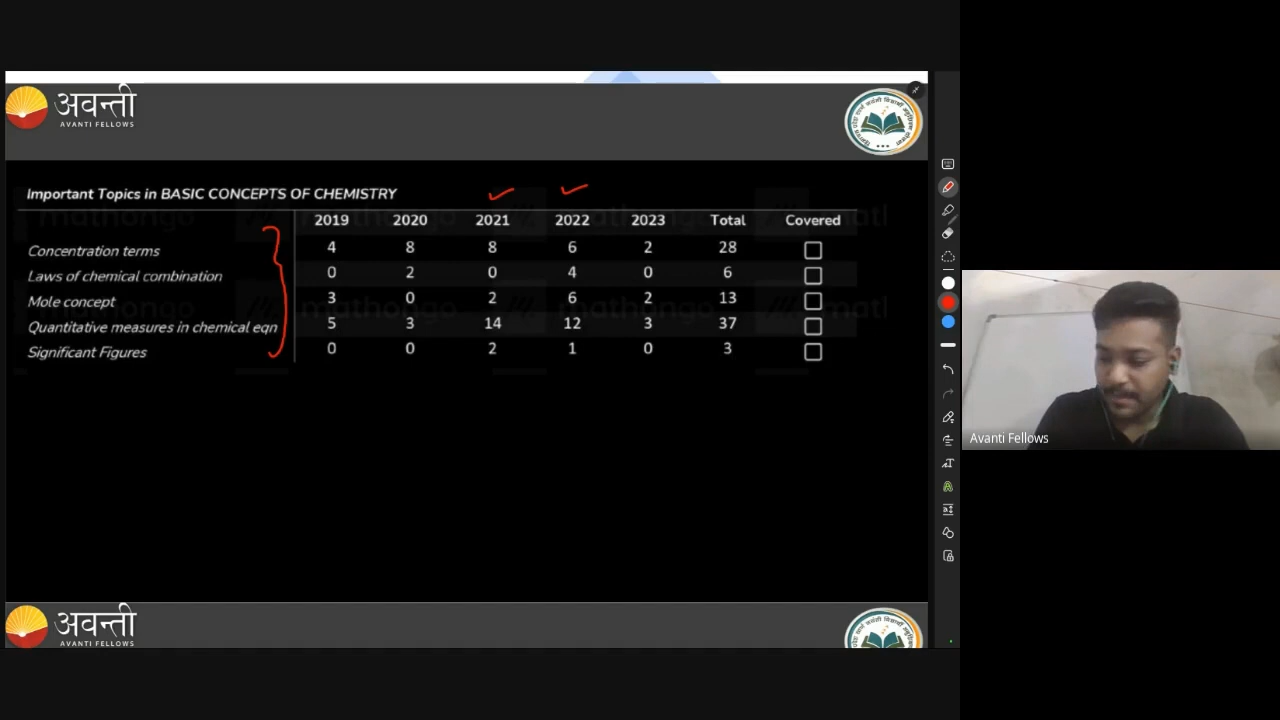 अवन्ती
AVANTI FELLOWS
Important Topics in BASIC CONCEPTS OF CHEMISTRY
2019 2020 2021 2022 2023 Total Covered
Concentration terms 4 8 8 6 2 28
Laws of chemical combination 0 2 0 4 0 6
Mole concept 3 0 2 6 2 13
Quantitative measures in chemical eqn 5 3 14 12 3 37
Significant Figures 0 0 2 1 0 3
mathongo
Avanti Fellows
अवन्ती
AVANTI FELLOWS